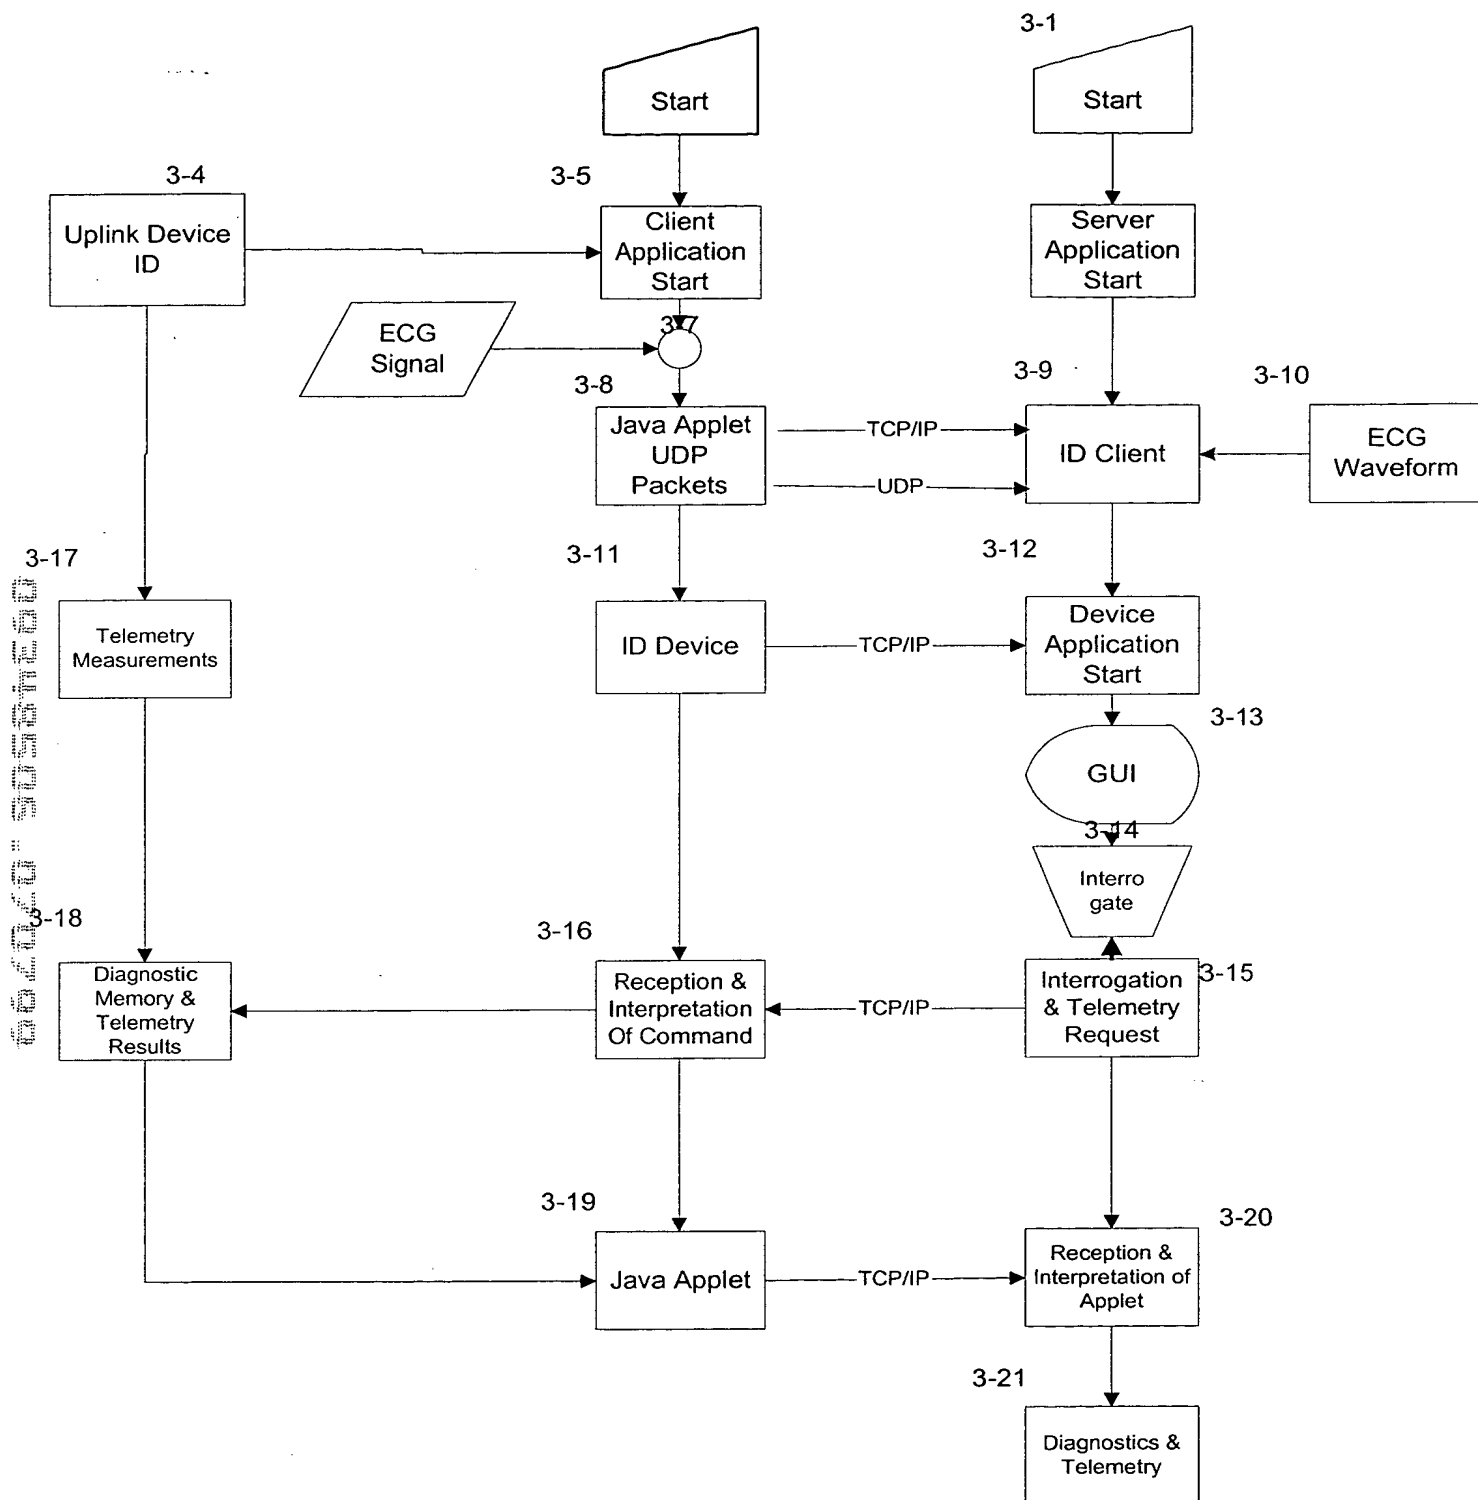 3-1
Start
Start
3-4
3-5
Uplink Device
ID
Client
Application
Start
Server
Application
Start
ECG
Signal
3-7
3-8
3-9
3-10
Java Applet
UDP
Packets
TCP/IP
UDP
ID Client
ECG
Waveform
3-17
3-11
3-12
Telemetry
Measurements
ID Device
TCP/IP
Device
Application
Start
3-13
GUI
3-14
Interro
gate
3-18
3-16
3-15
Diagnostic
Memory &
Telemetry
Results
Reception &
Interpretation
Of Command
TCP/IP
Interrogation
& Telemetry
Request
3-19
3-20
Java Applet
TCP/IP
Reception &
Interpretation of
Applet
3-21
Diagnostics &
Telemetry